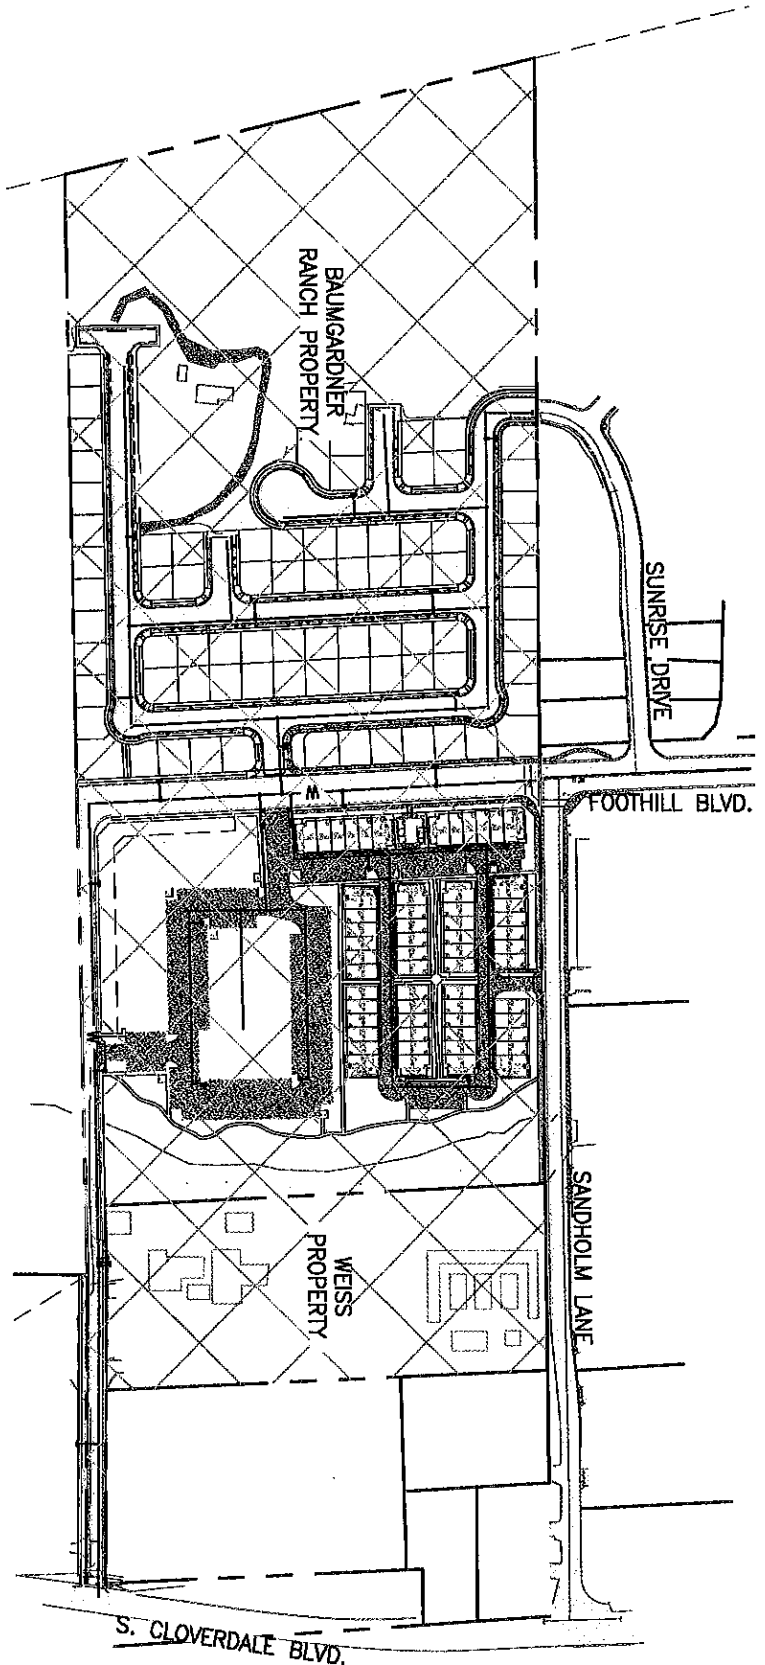 BAUMGARDNER
RANCH PROPERTY
SUNRISE DRIVE
FOOTHILL BLVD.
W
SANDHOLM LANE
WEISS
PROPERTY
S. CLOVERDALE BLVD.